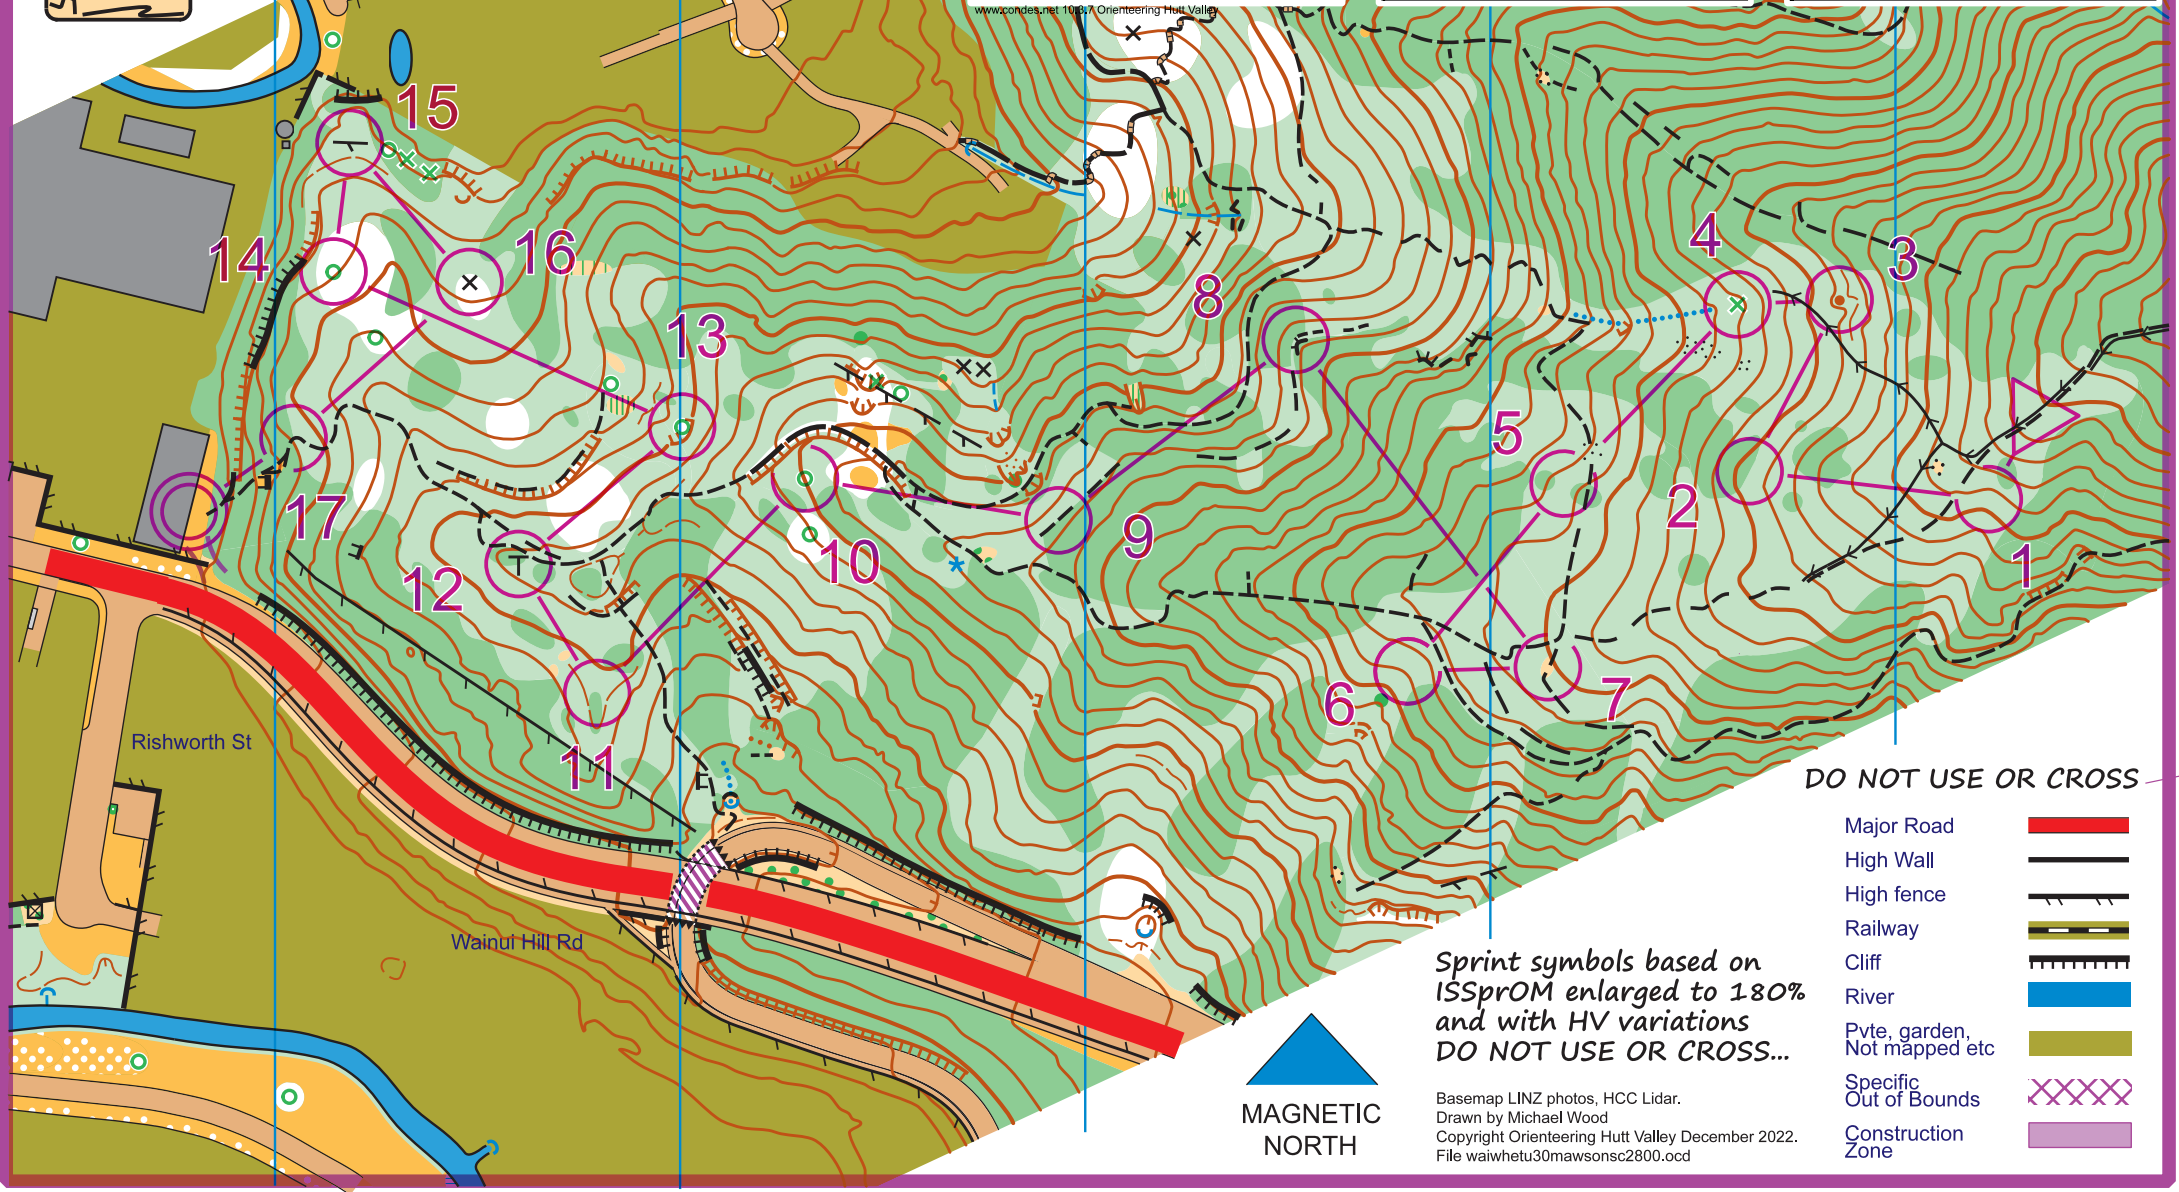 www.condes.net 10.3.7 Orienteering Hutt Valley
15
14
16
4
3
8
13
5
2
17
9
10
1
12
6
7
11
Rishworth St
Wainui Hill Rd
DO NOT USE OR CROSS
Major Road
High Wall
High fence
Railway
Cliff
River
Pvte, garden,
Not mapped etc
Specific
Out of Bounds
Construction
Zone
Sprint symbols based on
ISSprOM enlarged to 180%
and with HV variations
DO NOT USE OR CROSS...
MAGNETIC
NORTH
Basemap LINZ photos, HCC Lidar.
Drawn by Michael Wood
Copyright Orienteering Hutt Valley December 2022.
File waiwhetu30mawsonsc2800.ocd